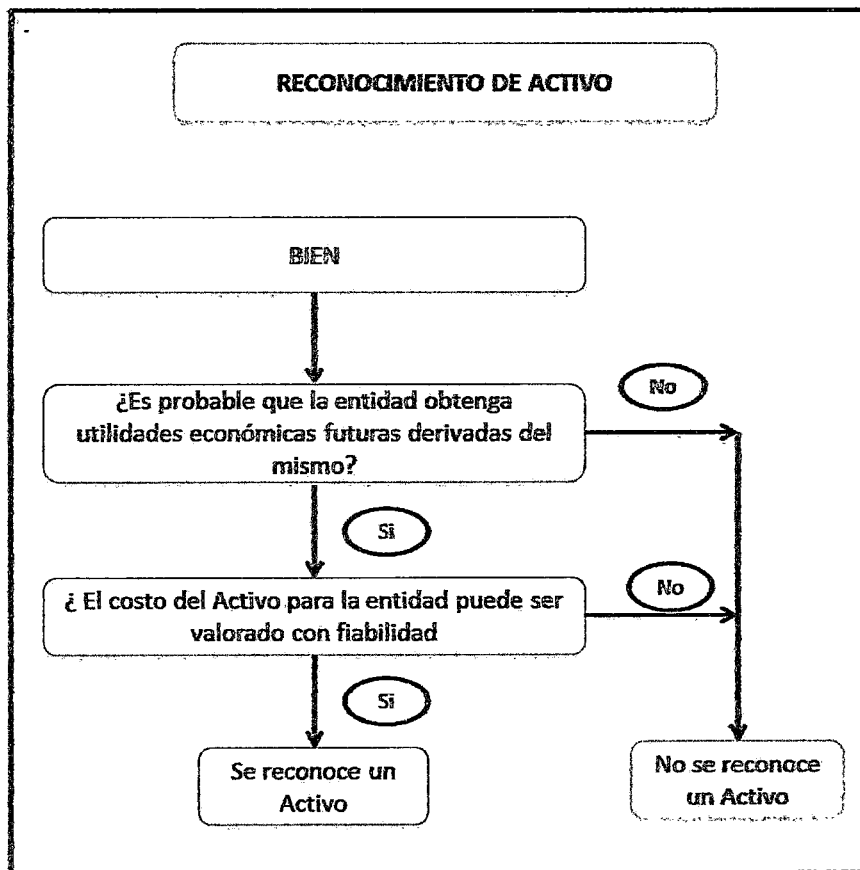 RECONOCIMIENTO DE ACTIVO
BIEN
¿Es probable que la entidad obtenga
utilidades económicas futuras derivadas del
mismo?
No
Si
¿ El costo del Activo para la entidad puede ser
valorado con fiabilidad
No
Si
Se reconoce un
Activo
No se reconoce
un Activo